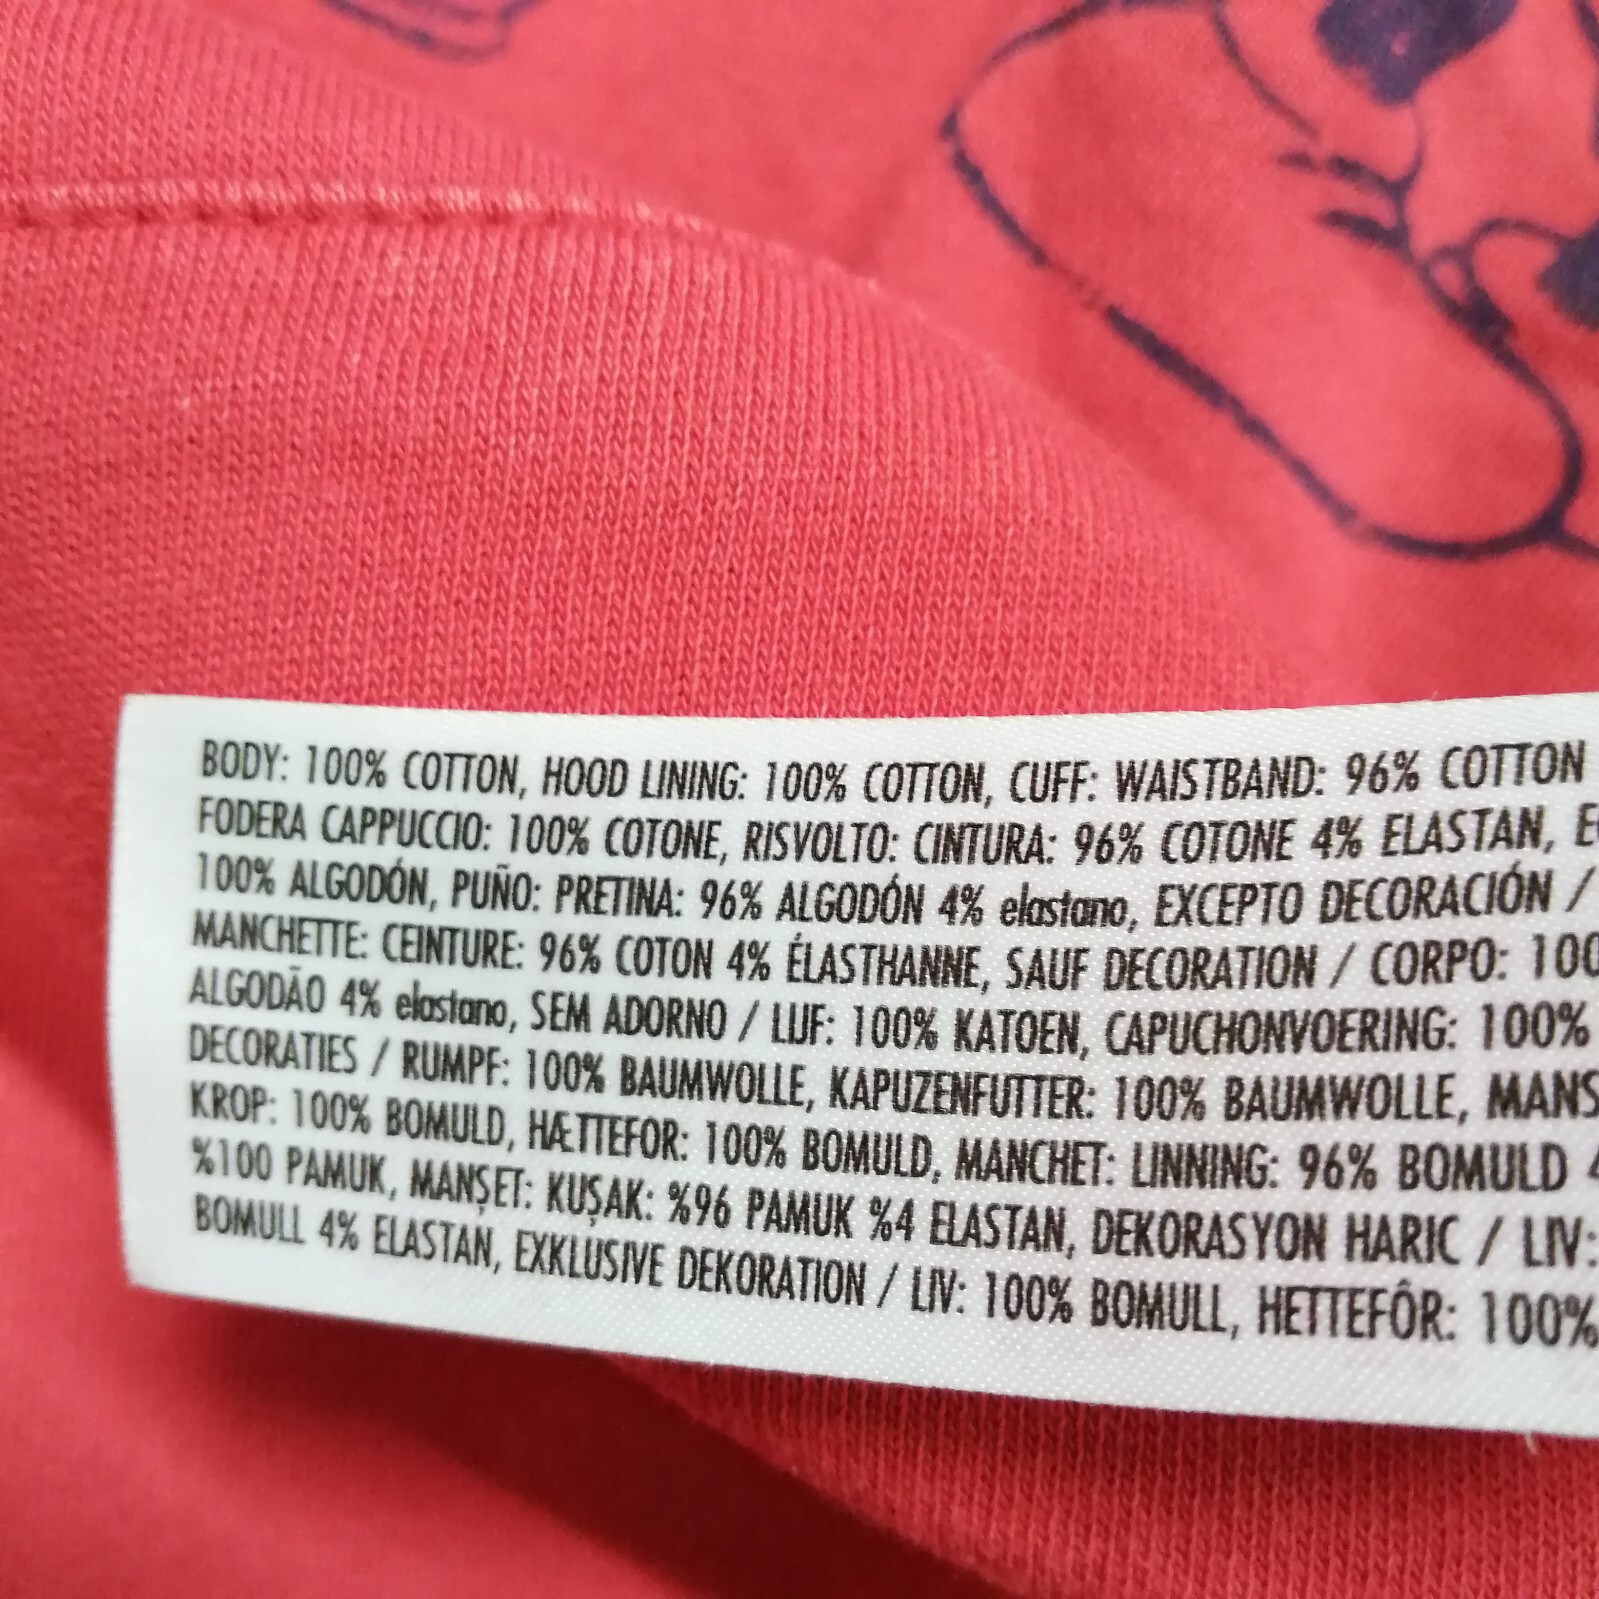 BODY: 100% COTTON, HOOD LINING: 100% COTTON, CUFF: WAISTBAND: 96% COTTON
FODERA CAPPUCCIO: 100% COTONE, RISVOLTO: CINTURA: 96% COTONE 4% ELASTAN,
100% ALGODÓN, PUÑO: PRETINA: 96% ALGODÓN 4% elastano, EXCEPTO DECORACIÓN /
MANCHETTE: CEINTURE: 96% COTON 4% ÉLASTHANNE, SAUF DECORATION / CORPO:
ALGODÃO 4% elastano, SEM ADORNO / LIJF: 100% KATOEN, CAPUCHONVOERING: 100%
DECORATIES / RUMPF: 100% BAUMWOLLE, KAPUZENFUTTER: 100% BAUMWOLLE, MANS
KROP: 100% BOMULD, HÆTTEFOR: 100% BOMULD, MANCHET: LINNING: 96% BOMULD
%100 PAMUK, MANŞET: KUŞAK: %96 PAMUK %4 ELASTAN, DEKORASYON HARIC / LIV:
BOMULL 4% ELASTAN, EXKLUSIVE DEKORATION / LIV: 100% BOMULL, HETTEFÔR: 100%